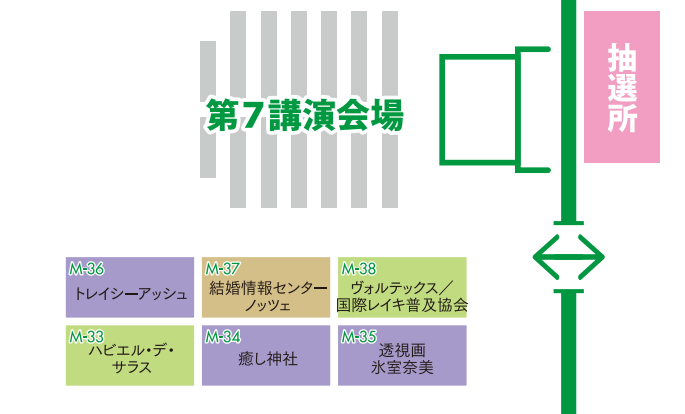 第7講演会場
抽選所
M-36
トレイシーアッシュ
M-37
結婚情報センター
ノッツェ
M-38
ヴォルテックス／
国際レイキ普及協会
M-33
ハビエル・デ・
サラス
M-34
癒し神社
M-35
透視画
氷室奈美